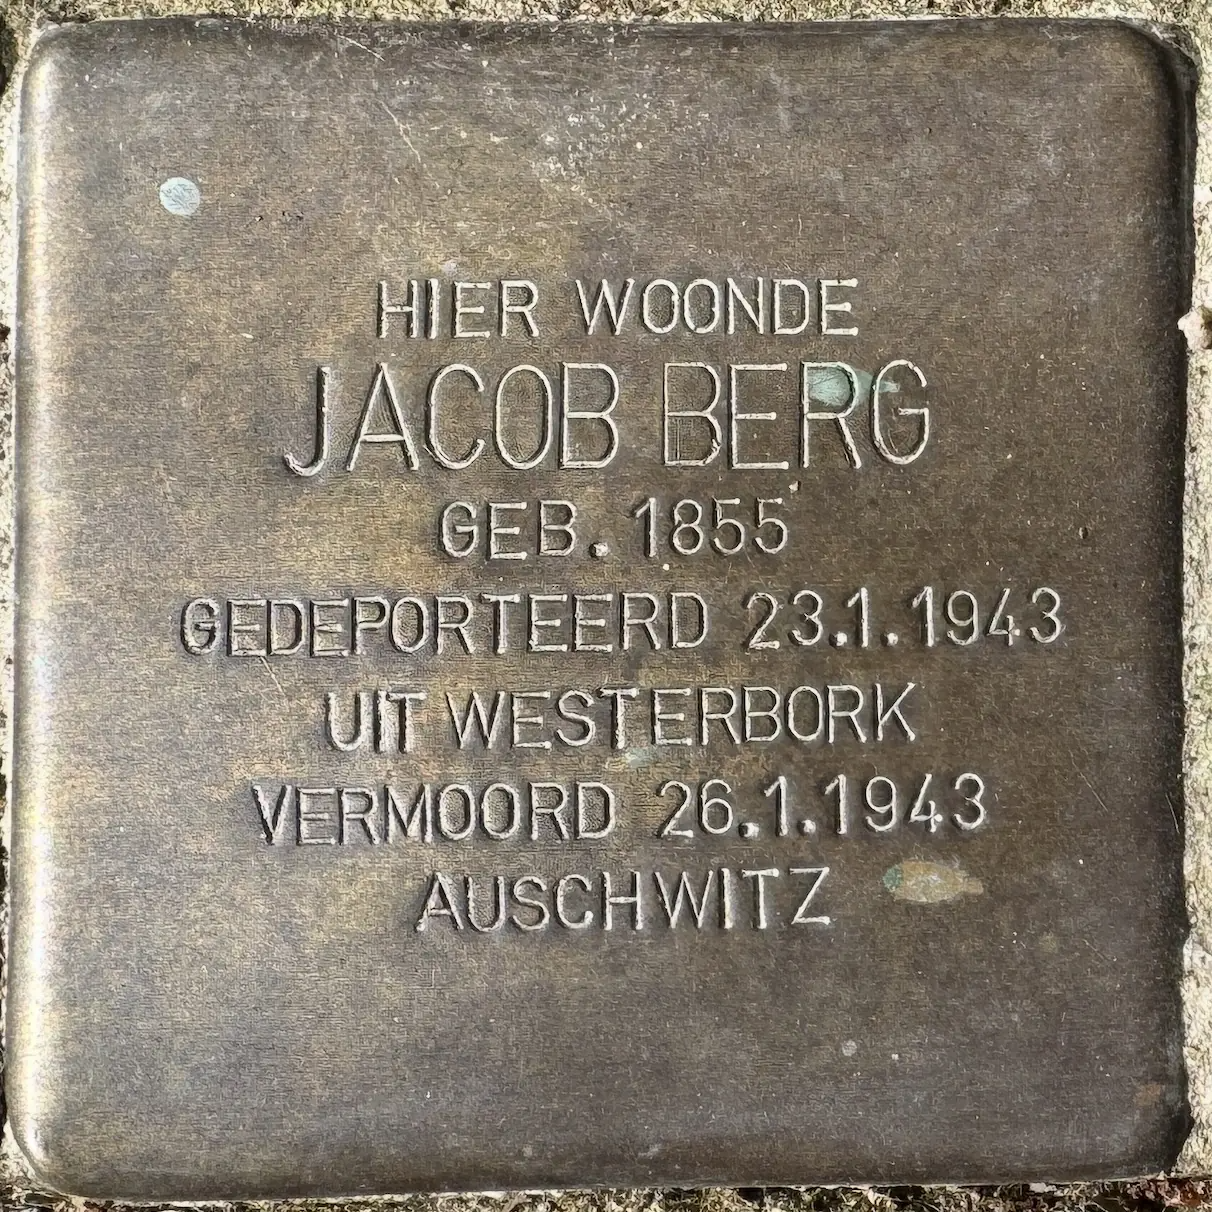 HIER WOONDE
JACOB BERG
GEB. 1855
GEDEPORTEERD 23.1.1943
UIT WESTERBORK
VERMOORD 26.1.1943
AUSCHWITZ